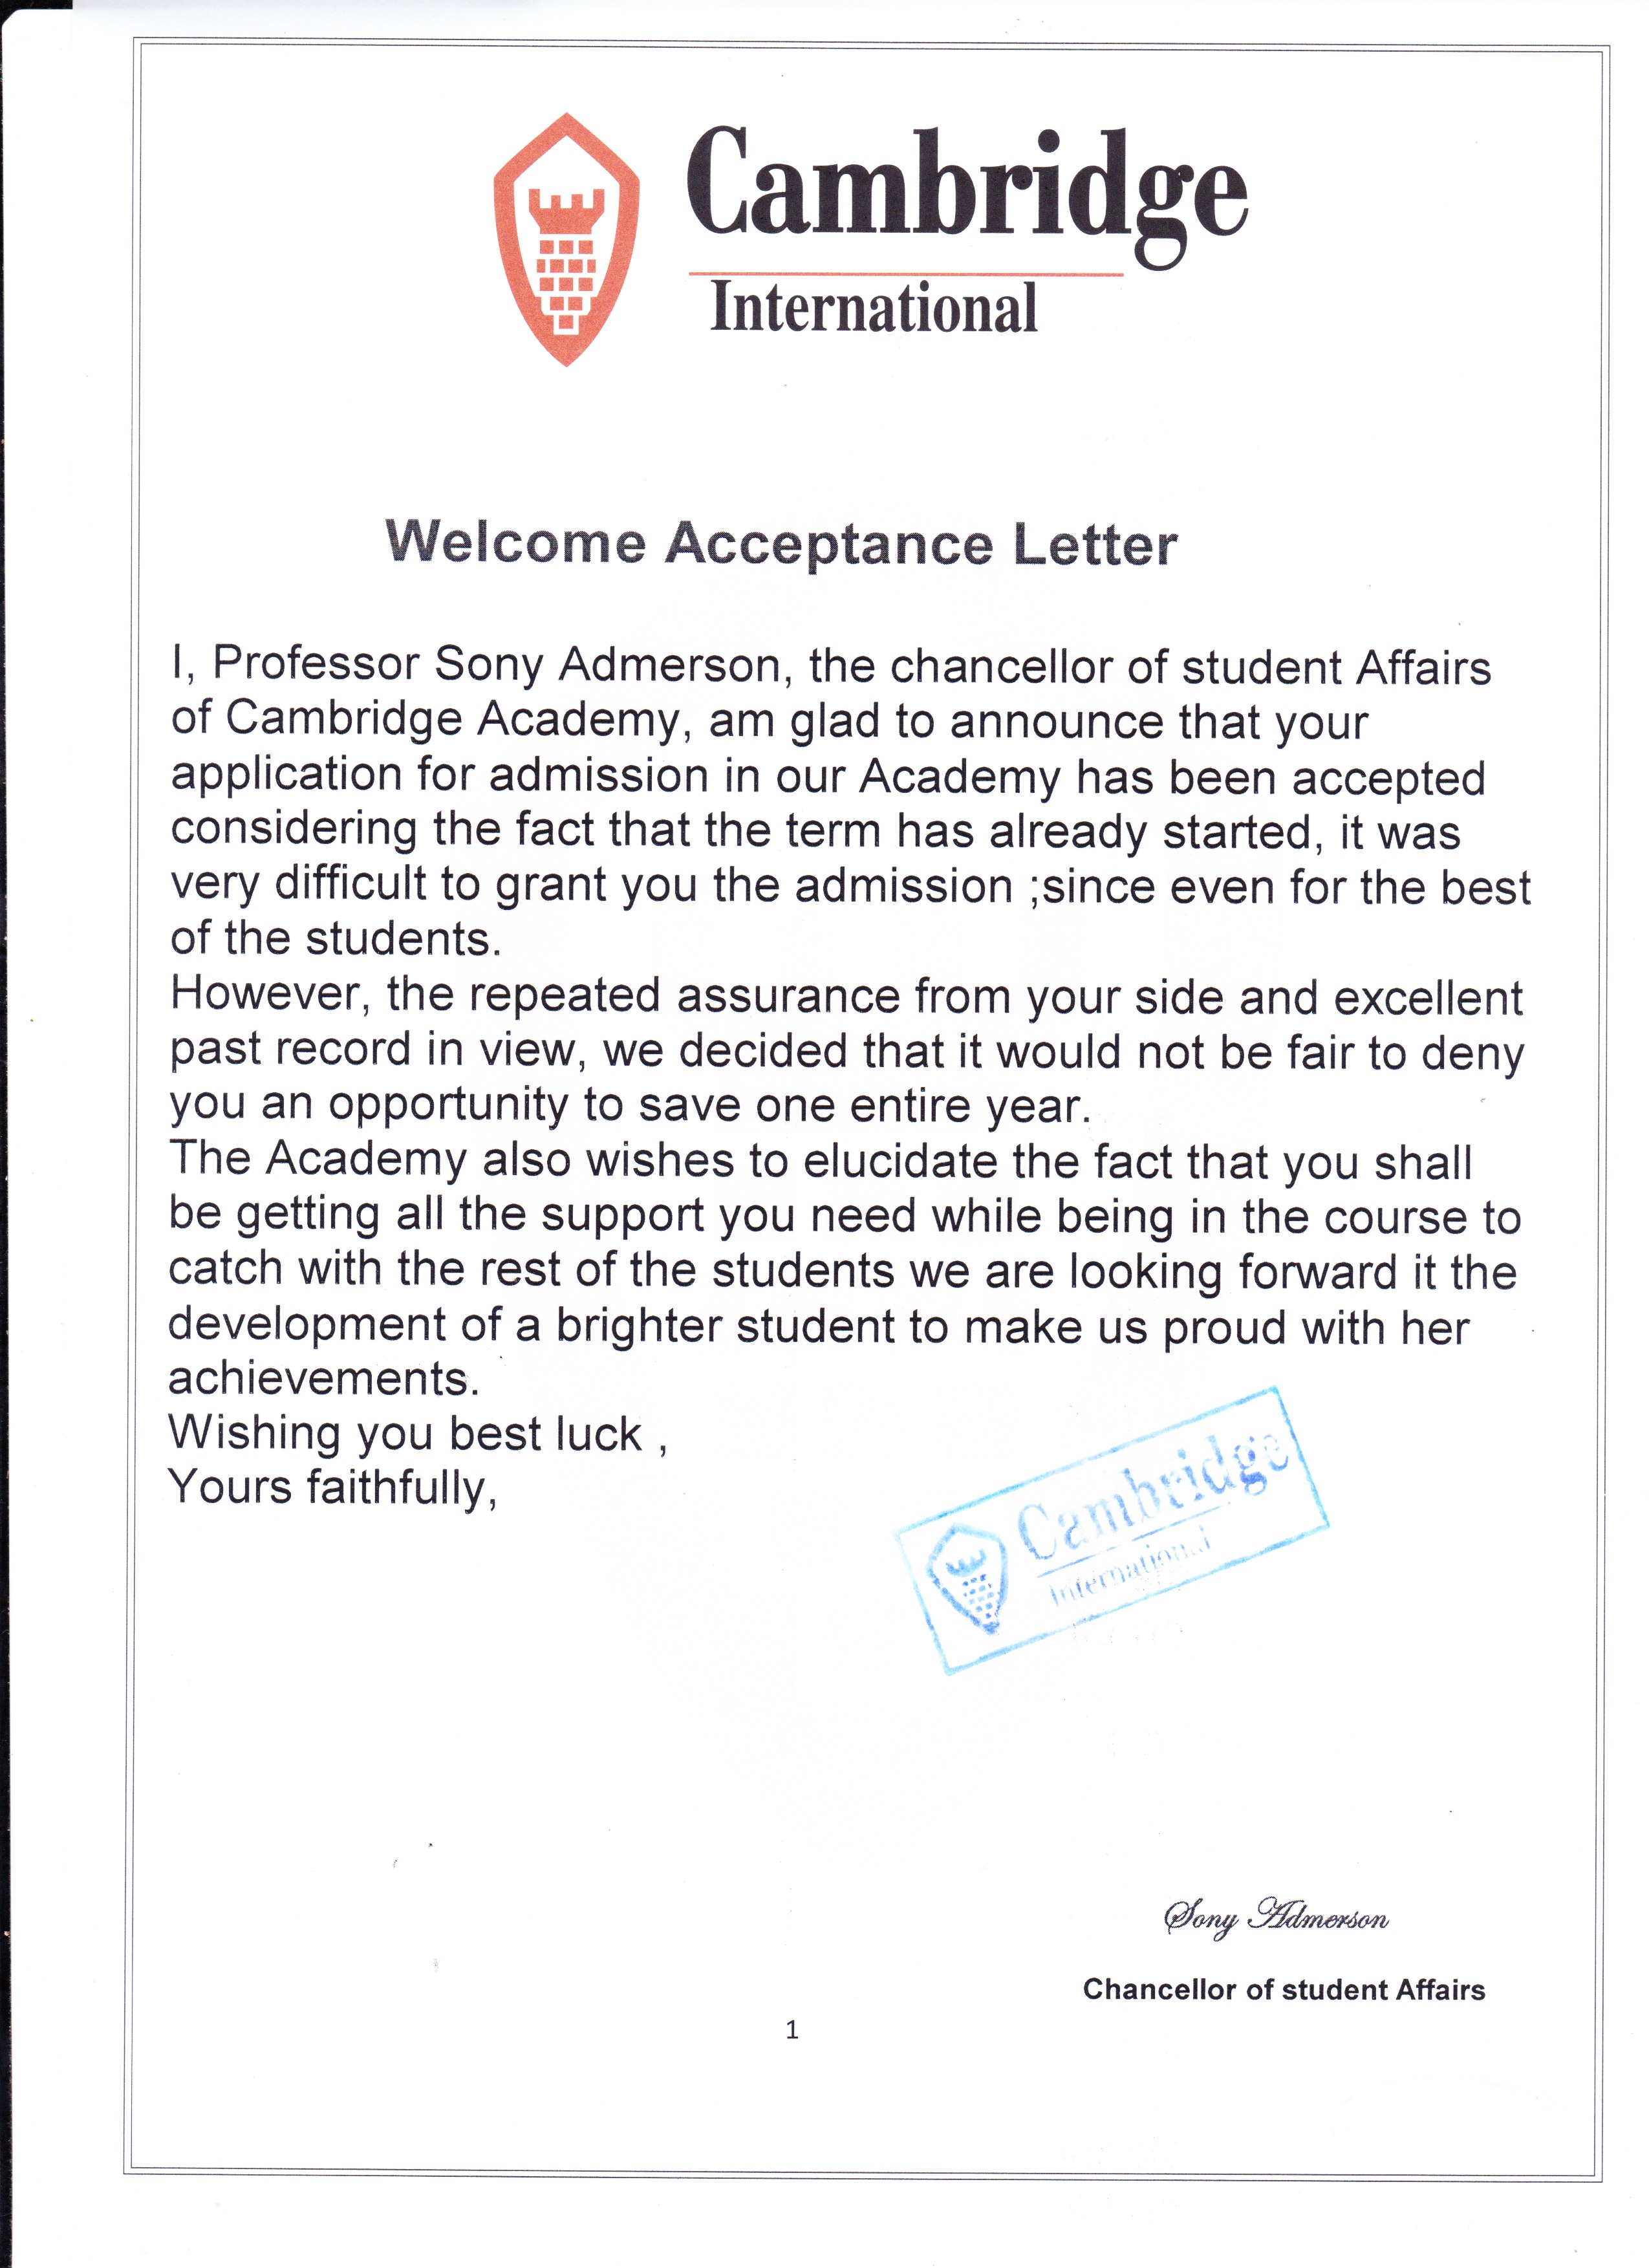 Cambridge
International
Welcome Acceptance Letter
I, Professor Sony Admerson, the chancellor of student Affairs
of Cambridge Academy, am glad to announce that your
application for admission in our Academy has been accepted
considering the fact that the term has already started, it was
very difficult to grant you the admission ;since even for the best
of the students.
However, the repeated assurance from your side and excellent
past record in view, we decided that it would not be fair to deny
you an opportunity to save one entire year.
The Academy also wishes to elucidate the fact that you shall
be getting all the support you need while being in the course to
catch with the rest of the students we are looking forward it the
development of a brighter student to make us proud with her
achievements.
Wishing you best luck ,
Yours faithfully,
Cambridge
International
Sony Admerson
Chancellor of student Affairs
1